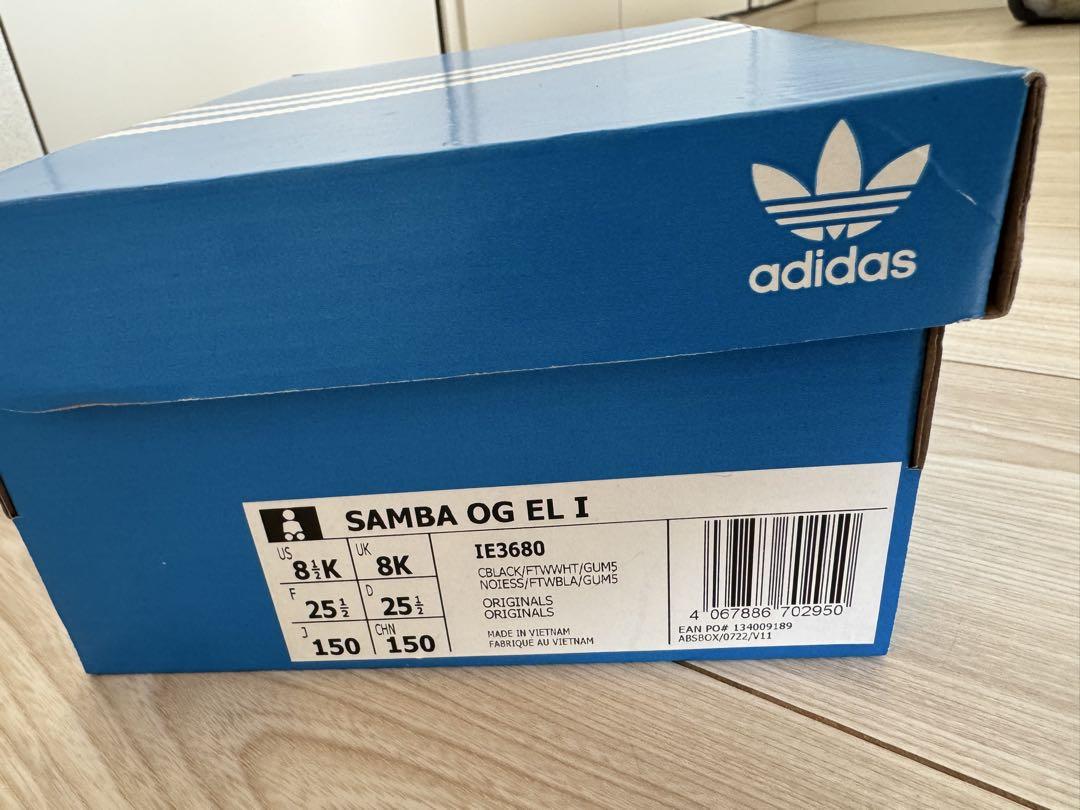 adidas
SAMBA OG EL I
US 8½K UK 8K
F 25½ D 25½
J 150 CHN 150
IE3680
CBLACK/FTWWHT/GUM5
NOIESS/FTWBLA/GUM5
ORIGINALS
ORIGINALS
MADE IN VIETNAM
FABRIQUE AU VIETNAM
4 067886 702950
EAN PO# 134009189
ABSBOX/0722/V11